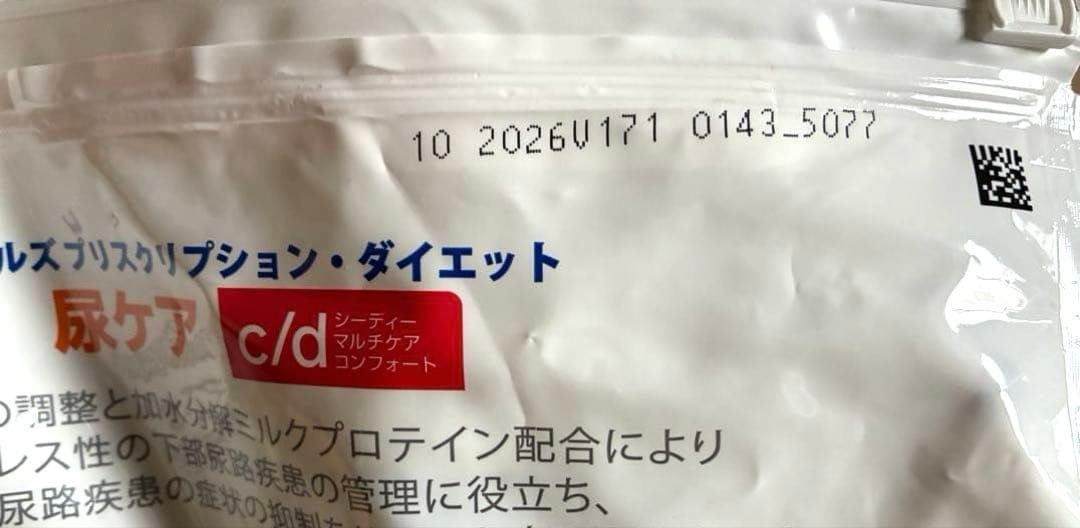 10 2026V171 0143_5077
ルズプリスクリプション・ダイエット
尿ケア
c/d
シーディー
マルチケア
コンフォート
の調整と加水分解ミルクプロテイン配合により
レス性の下部尿路疾患の管理に役立ち、
尿路疾患の症状の抑制